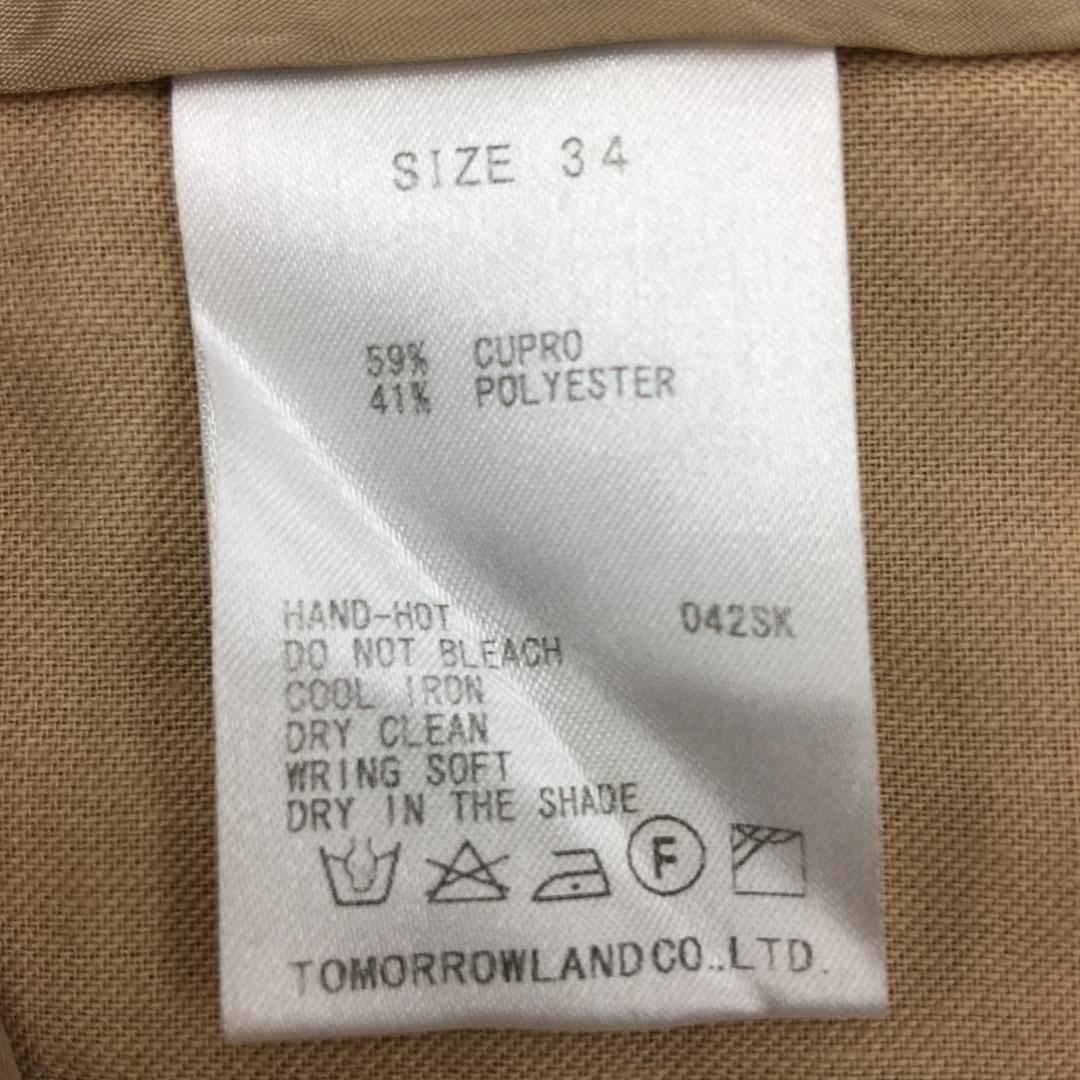 SIZE 34
59% CUPRO
41% POLYESTER
HAND-HOT 042SK
DO NOT BLEACH
COOL IRON
DRY CLEAN
WRING SOFT
DRY IN THE SHADE
F
TOMORROWLAND CO.,LTD.